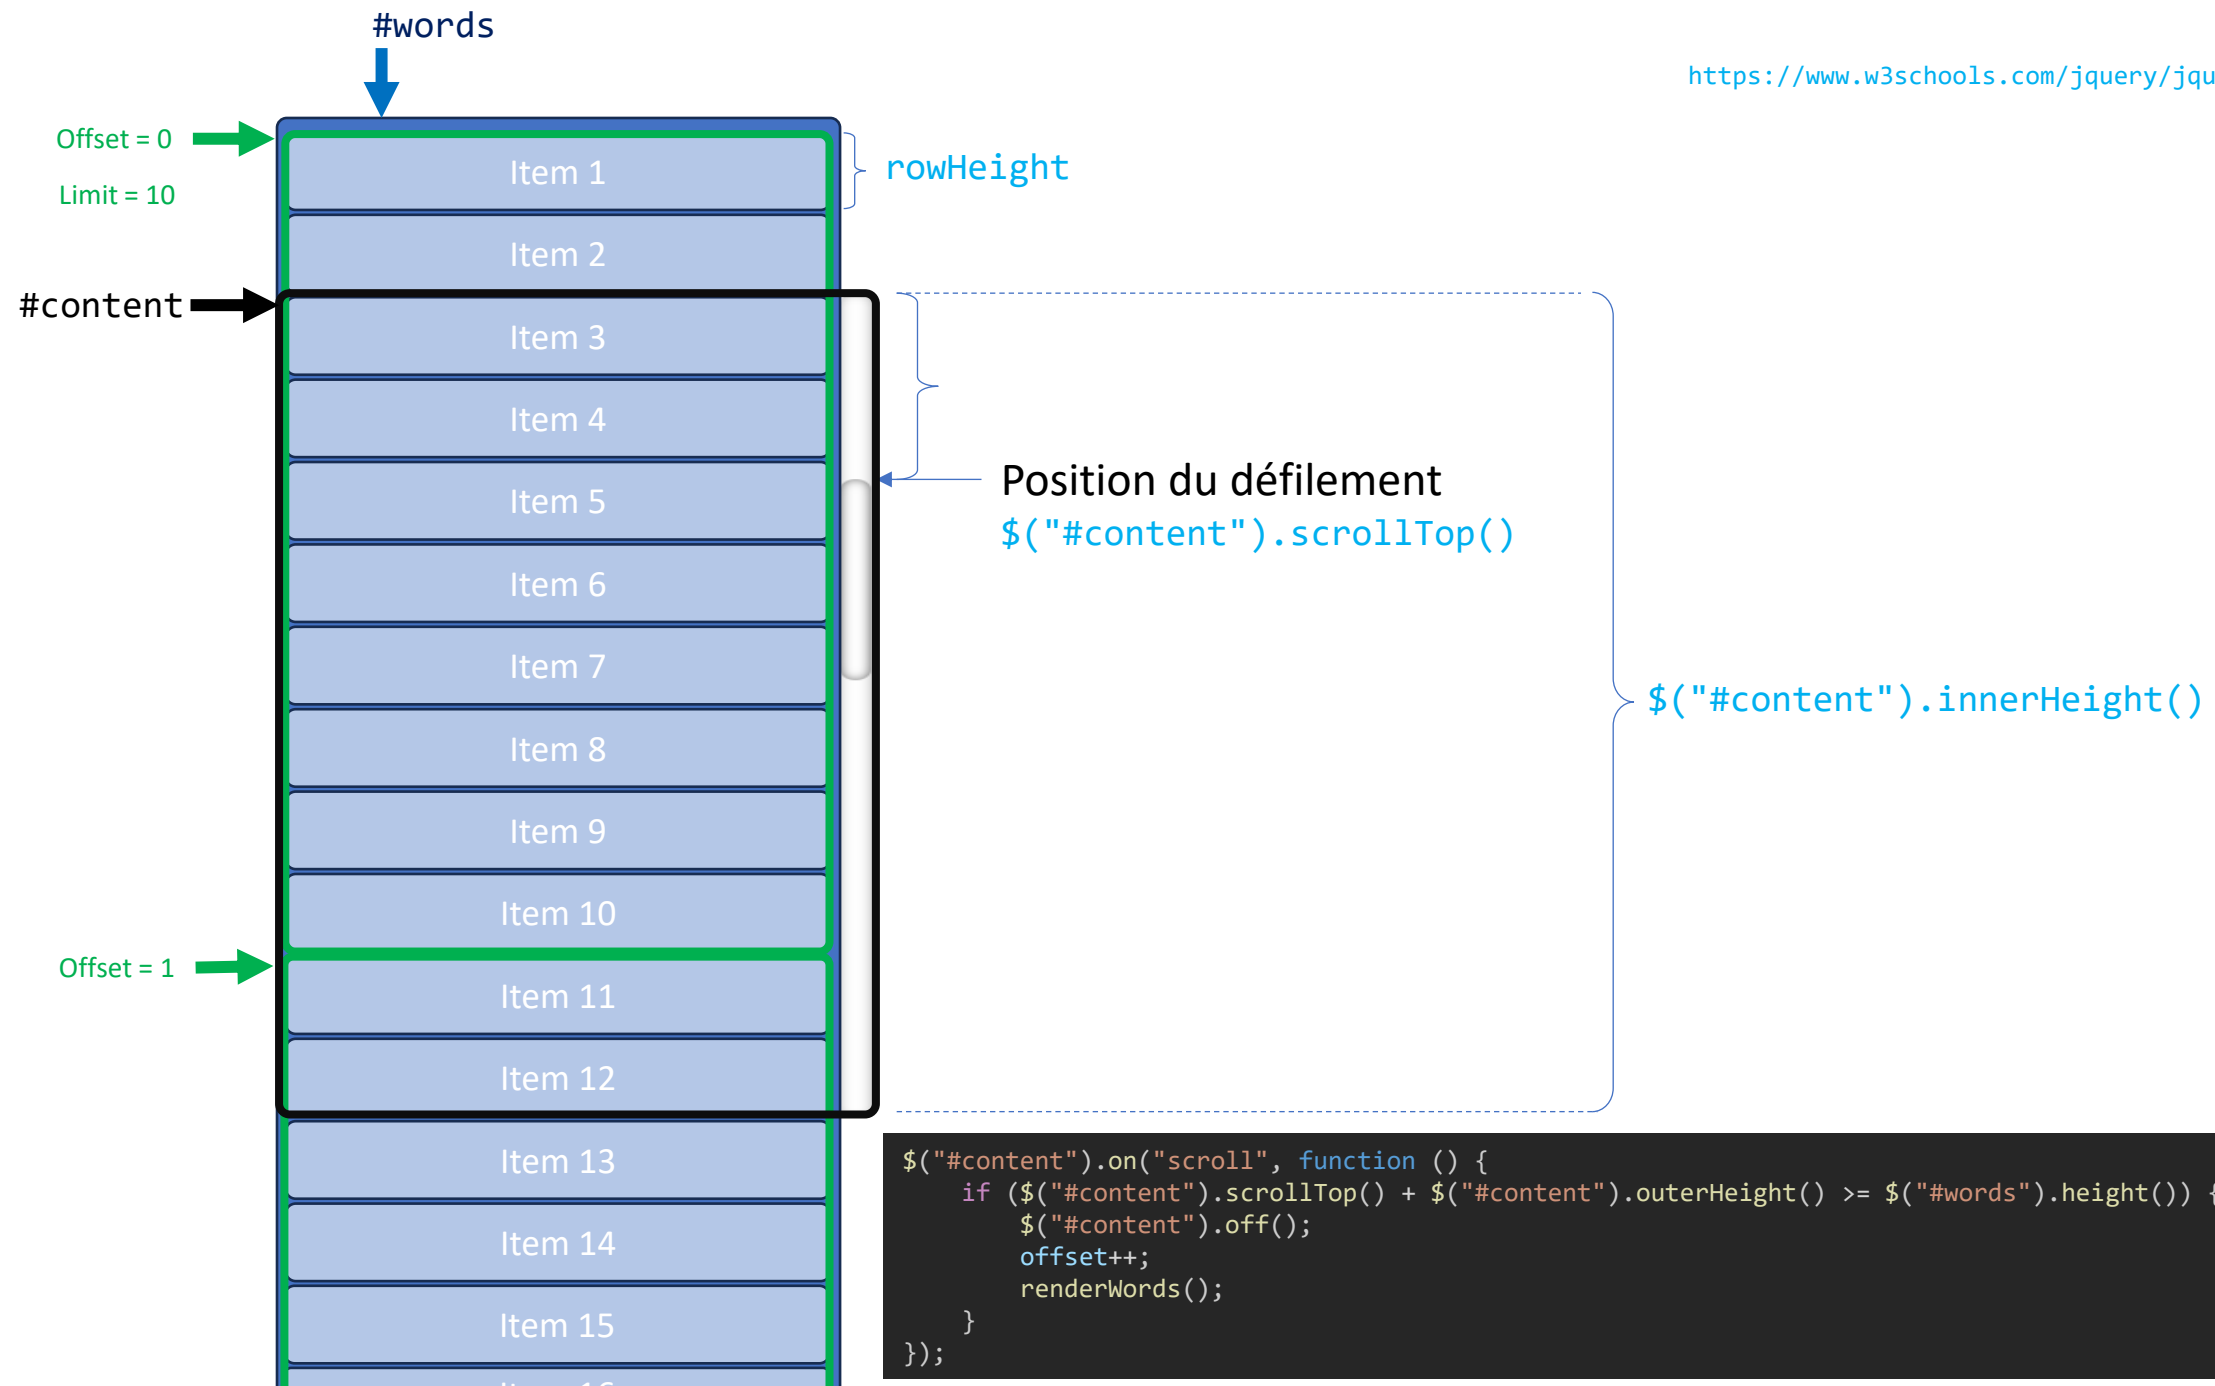 #words
https://www.w3schools.com/jquery/jqu
Offset = 0
Limit = 10
Item 1
rowHeight
Item 2
#content
Item 3
Item 4
Item 5
Position du défilement
$("#content").scrollTop()
Item 6
Item 7
$("#content").innerHeight()
Item 8
Item 9
Item 10
Offset = 1
Item 11
Item 12
Item 13
Item 14
Item 15
$("#content").on("scroll", function () {
    if ($("#content").scrollTop() + $("#content").outerHeight() >= $("#words").height()) {
        $("#content").off();
        offset++;
        renderWords();
    }
});
Item 16